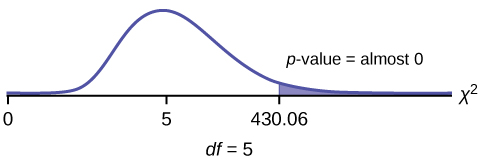 p-value = almost 0
χ²
0 5 430.06
df = 5